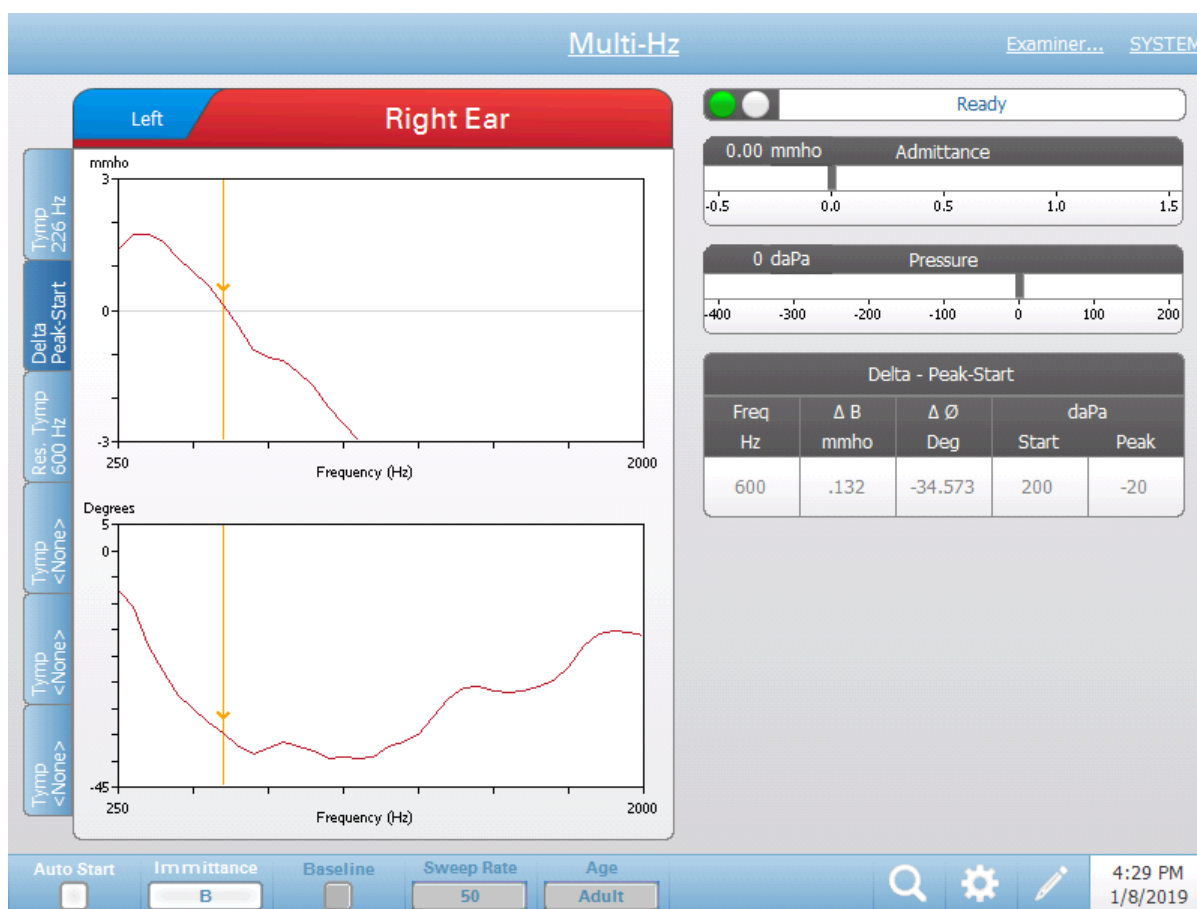 Multi-Hz
Examiner...
SYSTEM
Left
Right Ear
Tymp
226 Hz
Delta
Peak-Start
Res. Tymp
600 Hz
Tymp
<None>
Tymp
<None>
Tymp
<None>
mmho
3
0
-3
250
2000
Frequency (Hz)
Degrees
5
0
-45
250
2000
Frequency (Hz)
Ready
0.00 mmho Admittance
-0.5 0.0 0.5 1.0 1.5
0 daPa Pressure
-400 -300 -200 -100 0 100 200
Delta - Peak-Start
Freq Δ B Δ Ø daPa
Hz mmho Deg Start Peak
600 .132 -34.573 200 -20
Auto Start
Immittance
B
Baseline
Sweep Rate
50
Age
Adult
4:29 PM
1/8/2019